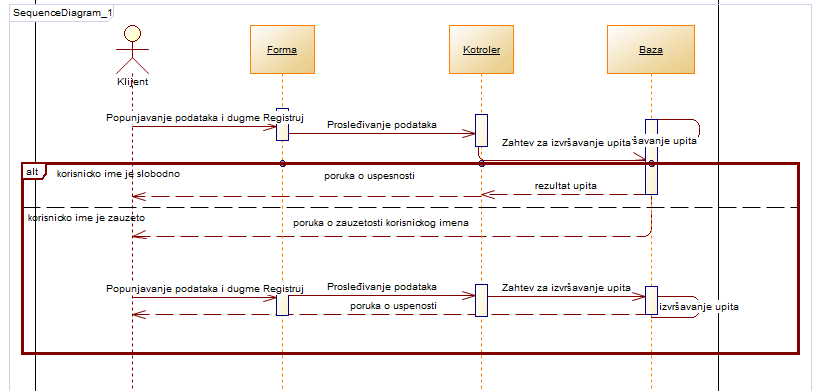 SequenceDiagram_1
Klijent
Forma
Kotroler
Baza
Popunjavanje podataka i dugme Registruj
Prosleđivanje podataka
Zahtev za izvršavanje upita
šavanje upita
alt
korisnicko ime je slobodno
poruka o uspesnosti
rezultat upita
korisnicko ime je zauzeto
poruka o zauzetosti korisnickog imena
Popunjavanje podataka i dugme Registruj
Prosleđivanje podataka
Zahtev za izvršavanje upita
poruka o uspenosti
izvršavanje upita